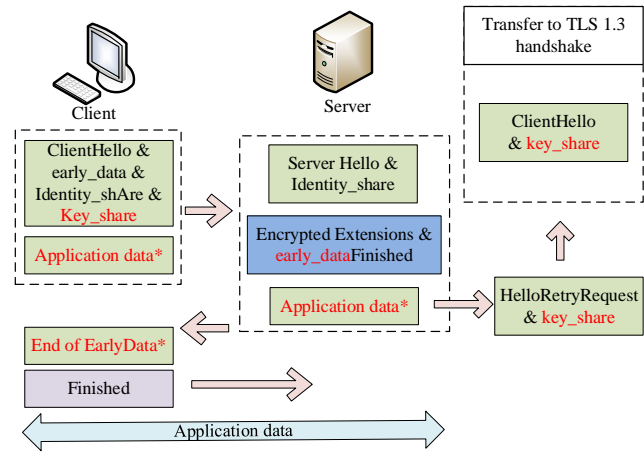 Transfer to TLS 1.3
handshake
Client
Server
ClientHello &
early_data &
Identity_shAre &
Key_share
Application data*
Server Hello &
Identity_share
Encrypted Extensions &
early_dataFinished
Application data*
ClientHello
& key_share
HelloRetryRequest
& key_share
End of EarlyData*
Finished
Application data